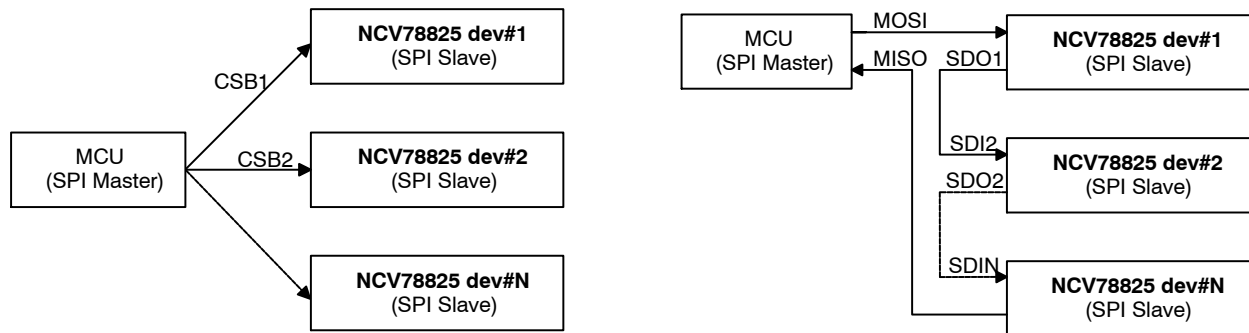 NCV78825 dev#1
(SPI Slave)
CSB1
MCU
(SPI Master)
CSB2
NCV78825 dev#2
(SPI Slave)
NCV78825 dev#N
(SPI Slave)
MCU
(SPI Master)
MOSI
MISO
NCV78825 dev#1
(SPI Slave)
SDO1
SDI2
NCV78825 dev#2
(SPI Slave)
SDO2
SDIN
NCV78825 dev#N
(SPI Slave)